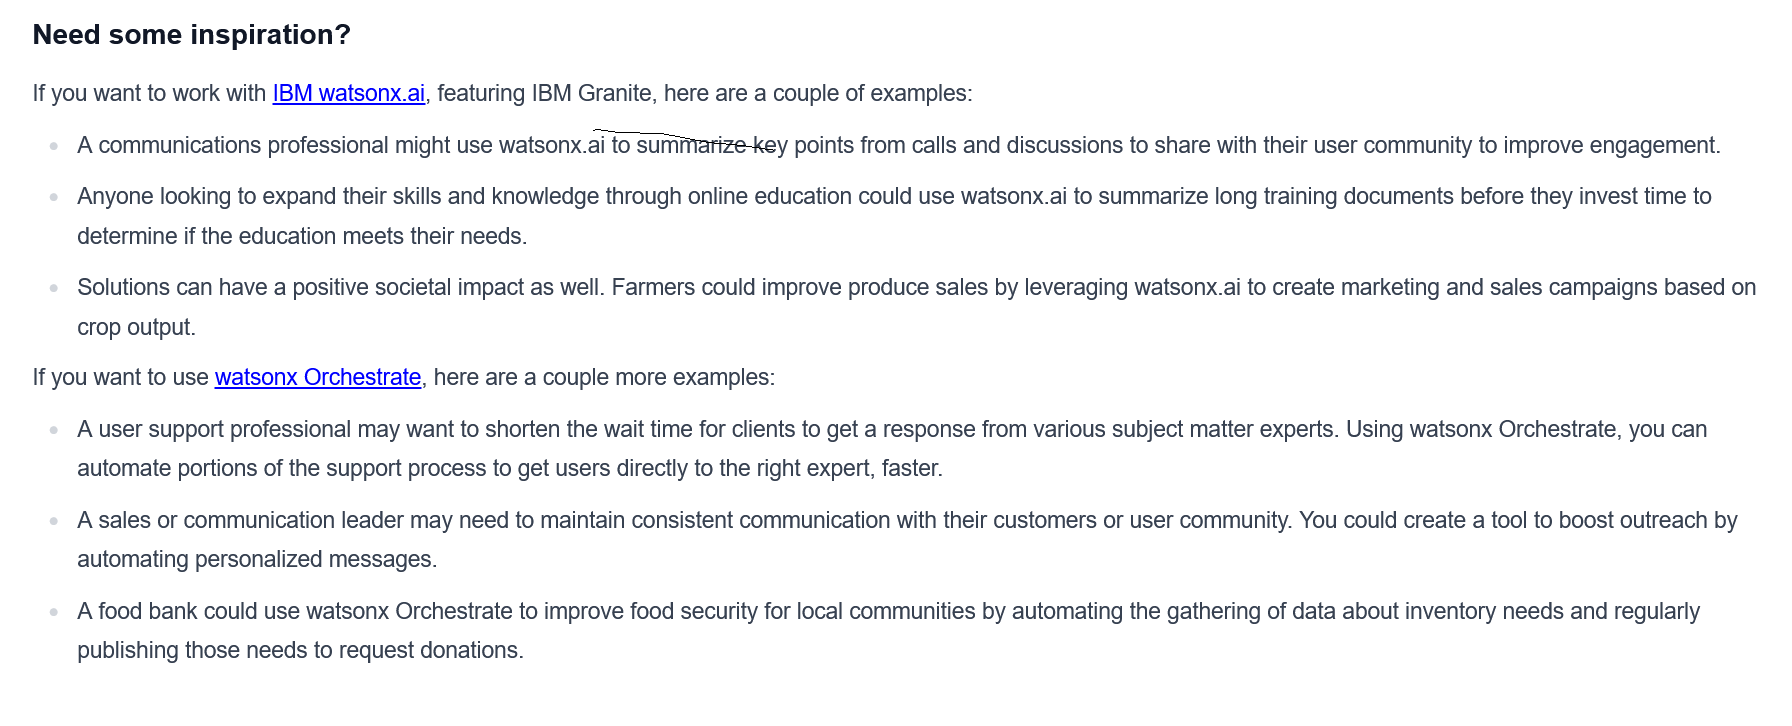 Need some inspiration?
If you want to work with IBM watsonx.ai, featuring IBM Granite, here are a couple of examples:
A communications professional might use watsonx.ai to summarize key points from calls and discussions to share with their user community to improve engagement.
Anyone looking to expand their skills and knowledge through online education could use watsonx.ai to summarize long training documents before they invest time to
determine if the education meets their needs.
Solutions can have a positive societal impact as well. Farmers could improve produce sales by leveraging watsonx.ai to create marketing and sales campaigns based on
crop output.
If you want to use watsonx Orchestrate, here are a couple more examples:
A user support professional may want to shorten the wait time for clients to get a response from various subject matter experts. Using watsonx Orchestrate, you can
automate portions of the support process to get users directly to the right expert, faster.
A sales or communication leader may need to maintain consistent communication with their customers or user community. You could create a tool to boost outreach by
automating personalized messages.
A food bank could use watsonx Orchestrate to improve food security for local communities by automating the gathering of data about inventory needs and regularly
publishing those needs to request donations.